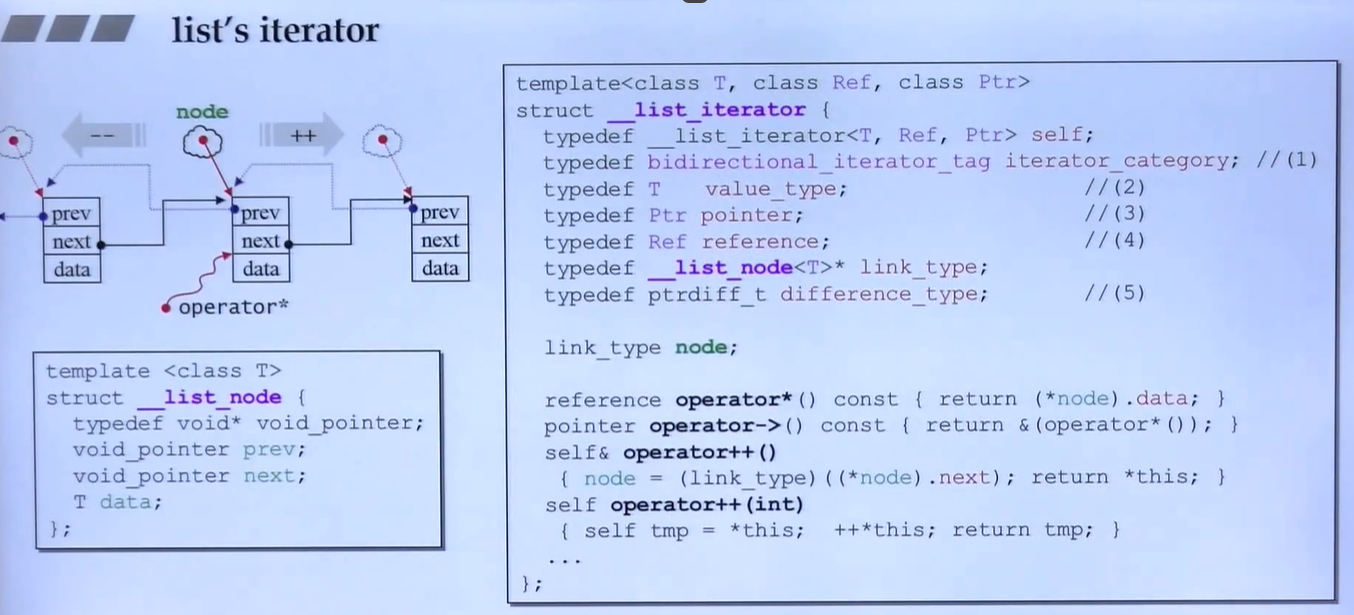 list's iterator
node
--
++
prev
next
data
prev
next
data
prev
next
data
operator*
template <class T>
struct __list_node {
typedef void* void_pointer;
void_pointer prev;
void_pointer next;
T data;
};
template<class T, class Ref, class Ptr>
struct __list_iterator {
typedef __list_iterator<T, Ref, Ptr> self;
typedef bidirectional_iterator_tag iterator_category; //(1)
typedef T value_type; //(2)
typedef Ptr pointer; //(3)
typedef Ref reference; //(4)
typedef __list_node<T>* link_type;
typedef ptrdiff_t difference_type; //(5)
link_type node;
reference operator*() const { return (*node).data; }
pointer operator->() const { return &(operator*()); }
self& operator++()
{ node = (link_type)((*node).next); return *this; }
self operator++(int)
{ self tmp = *this; ++*this; return tmp; }
...
};